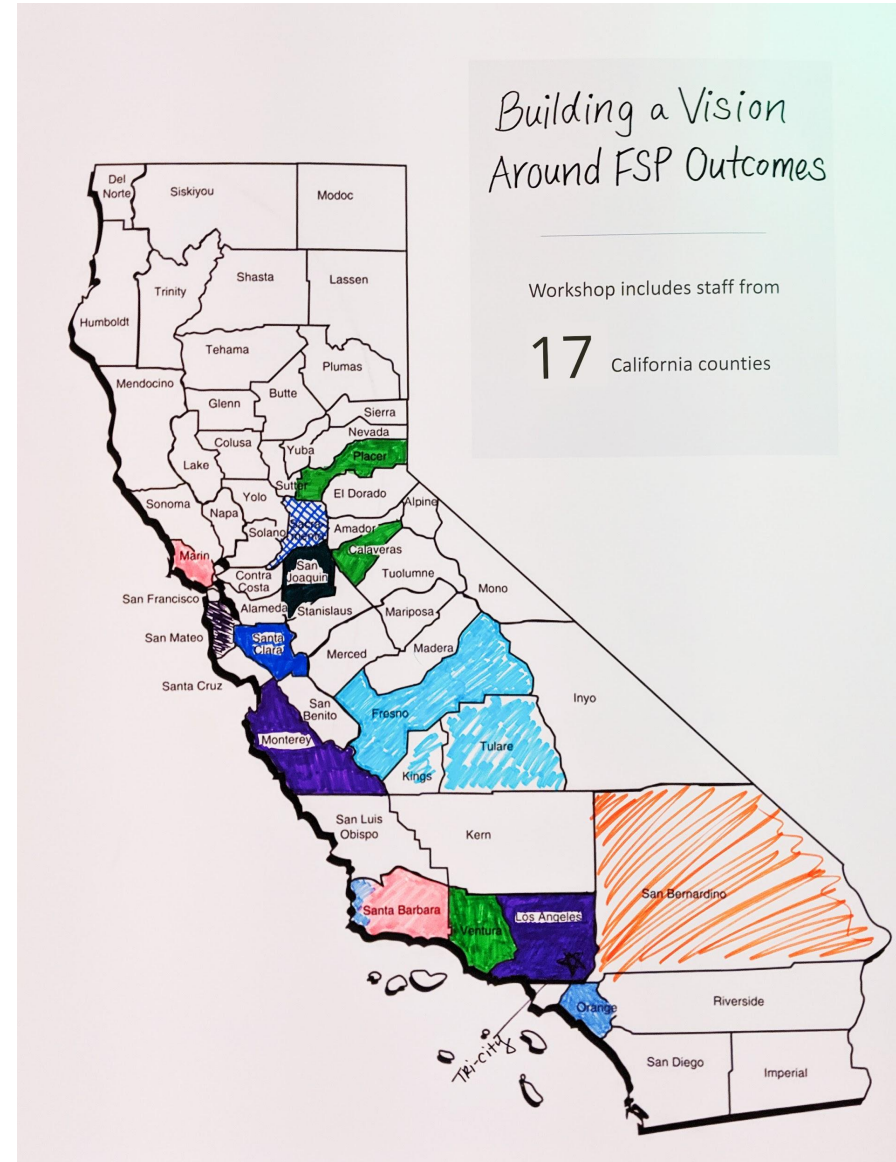 Building a Vision
Around FSP Outcomes
Workshop includes staff from
17 California counties
Del
Norte
Siskiyou
Modoc
Humboldt
Trinity
Shasta
Lassen
Tehama
Plumas
Mendocino
Glenn
Butte
Sierra
Colusa
Nevada
Lake
Yuba
Placer
Sutter
Sonoma
Napa
Yolo
El Dorado
Alpine
Solano
Amador
Marin
Calaveras
Contra
Costa
San
Joaquin
Tuolumne
San Francisco
Alameda
Stanislaus
Mono
San Mateo
Santa
Clara
Mariposa
Merced
Madera
Santa Cruz
San
Benito
Fresno
Inyo
Monterey
Tulare
Kings
San Luis
Obispo
Kern
San Bernardino
Santa Barbara
Ventura
Los Angeles
Orange
Riverside
Tri-city
San Diego
Imperial